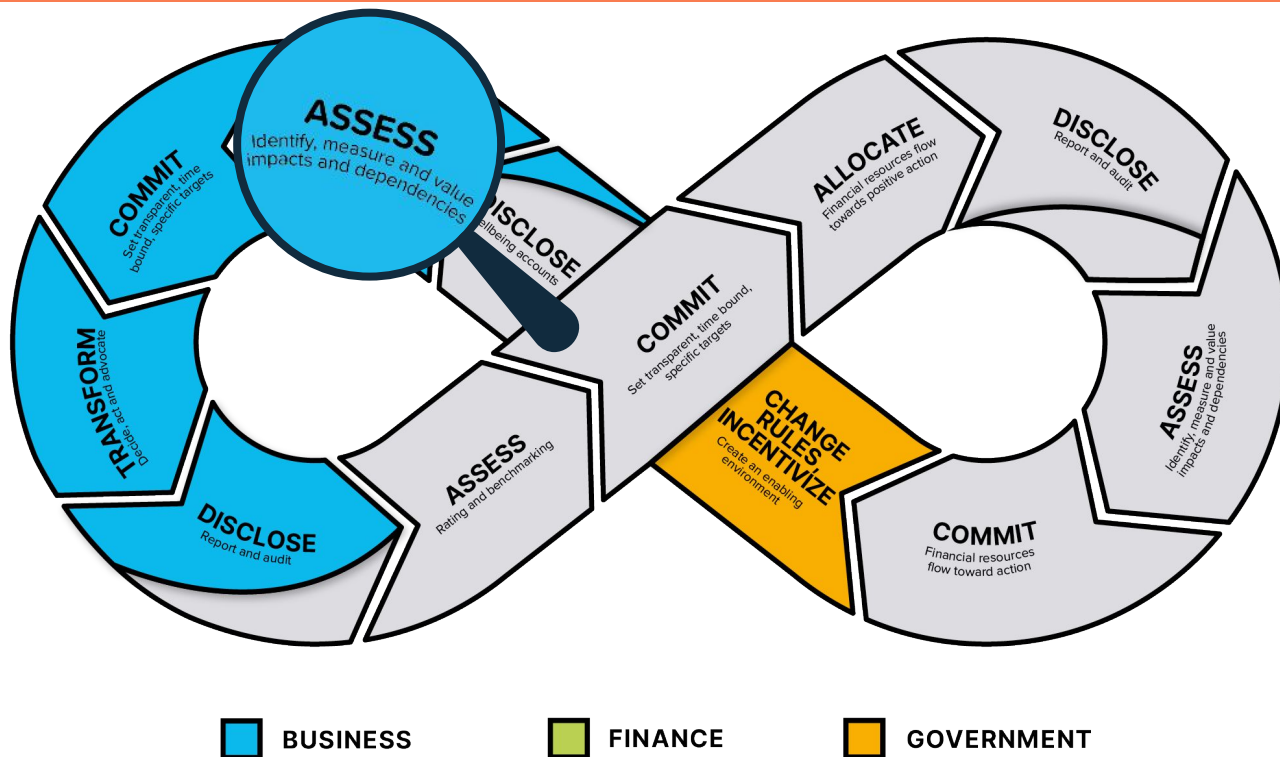 ASSESS
Identify, measure and value
impacts and dependencies
COMMIT
Set transparent, time
bound, specific targets
TRANSFORM
Decide, act and advocate
DISCLOSE
Report and audit
ASSESS
Rating and benchmarking
COMMIT
Set transparent, time bound,
specific targets
ALLOCATE
Financial resources flow
towards positive action
DISCLOSE
Report and audit
ASSESS
Identify, measure and value
impacts and dependencies
COMMIT
Financial resources
flow toward action
CHANGE
RULES,
INCENTIVIZE
Create an enabling
environment
DISCLOSE
accounts
BUSINESS
FINANCE
GOVERNMENT